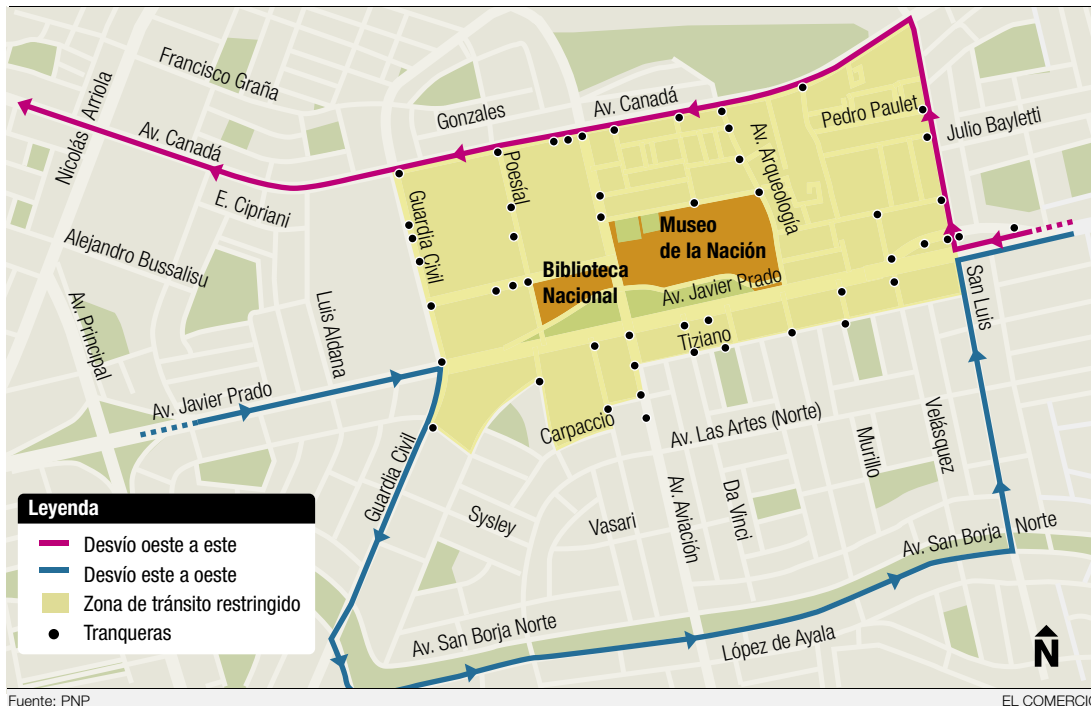 Francisco Graña
Nicolás Arriola
Gonzales
Av. Canadá
Pedro Paulet
Julio Bayletti
Av. Canadá
Poesíal
Av. Arqueología
E. Cipriani
Guardia Civil
Museo
de la Nación
Alejandro Bussalisu
Biblioteca
Nacional
Av. Javier Prado
San Luis
Av. Principal
Luis Aldana
Tiziano
Av. Javier Prado
Carpaccio
Av. Las Artes (Norte)
Velásquez
Murillo
Guardia Civil
Sysley
Vasari
Av. Aviación
Da Vinci
Av. San Borja Norte
Leyenda
Desvío oeste a este
Desvío este a oeste
Zona de tránsito restringido
Tranqueras
Av. San Borja Norte
López de Ayala
N
Fuente: PNP
EL COMERCIO